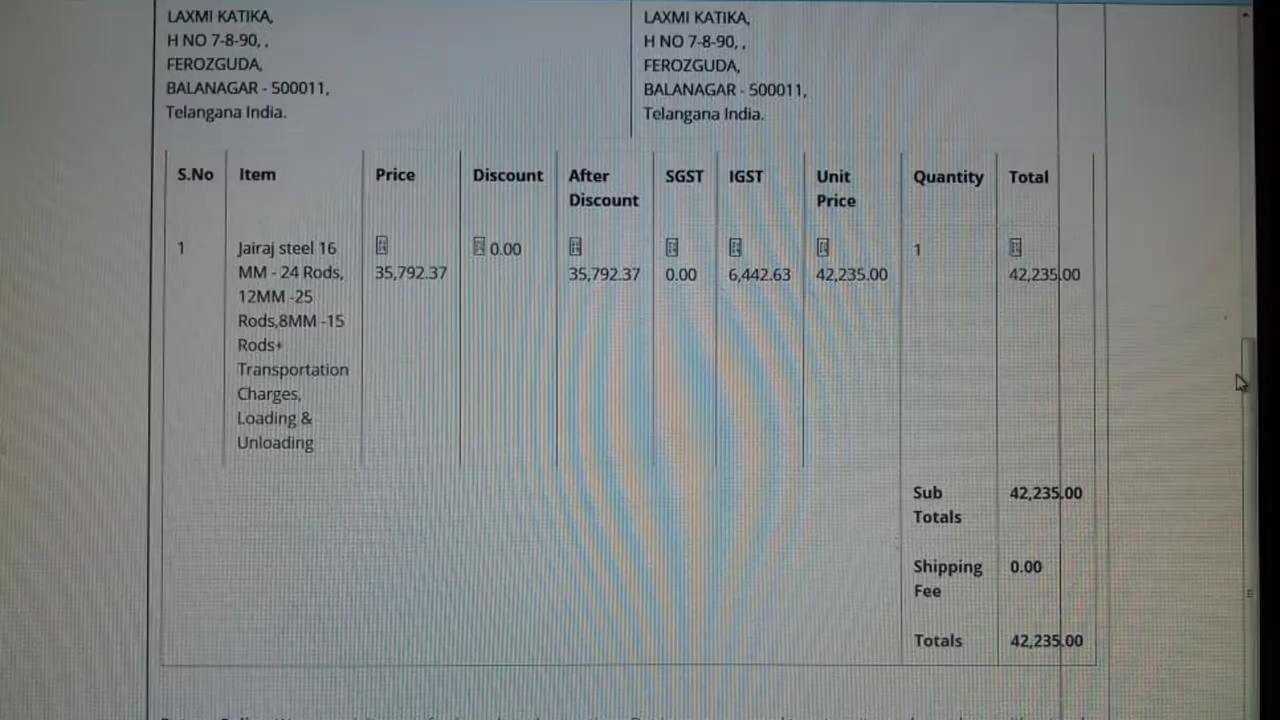 LAXMI KATIKA,
H NO 7-8-90, ,
FEROZGUDA,
BALANAGAR - 500011,
Telangana India.
LAXMI KATIKA,
H NO 7-8-90, ,
FEROZGUDA,
BALANAGAR - 500011,
Telangana India.
S.No Item Price Discount After Discount SGST IGST Unit Price Quantity Total
1 Jairaj steel 16 35,792.37 0.00 35,792.37 0.00 6,442.63 42,235.00 1 42,235.00
MM - 24 Rods,
12MM -25
Rods,8MM -15
Rods+
Transportation
Charges,
Loading &
Unloading
Sub Totals 42,235.00
Shipping Fee 0.00
Totals 42,235.00